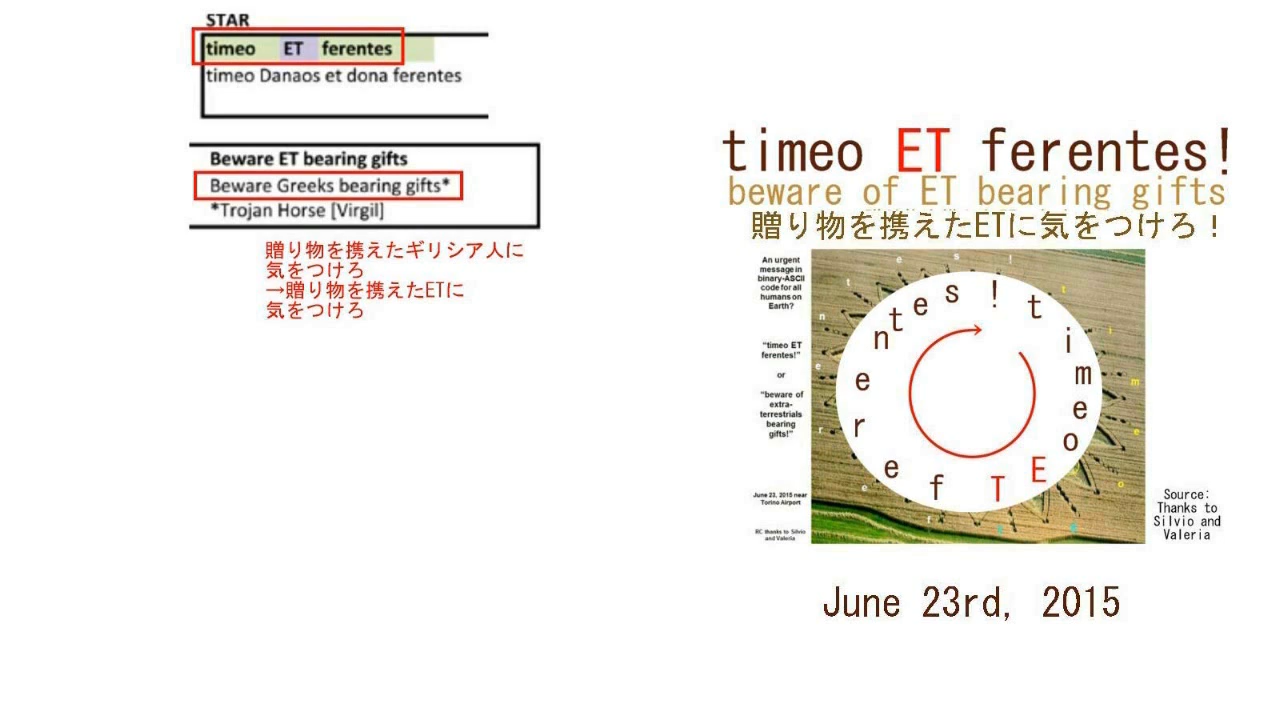 STAR
timeo ET ferentes
timeo Danaos et dona ferentes
Beware ET bearing gifts
Beware Greeks bearing gifts*
*Trojan Horse [Virgil]
贈り物を携えたギリシア人に
気をつけろ
→贈り物を携えたETに
気をつけろ
timeo ET ferentes!
beware of ET bearing gifts
贈り物を携えたETに気をつけろ！
An urgent
message in
binary-ASCII
code for all
humans on
Earth?
"timeo ET
ferentes!"
or
"beware of
extra-
terrestrials
bearing
gifts!"
June 23, 2015 near
Torino Airport
RC thanks to Silvio
and Valeria
t i m e o E T f e r e n t e s !
t i m e o E T f e r e n t e s !
Source:
Thanks to
Silvio and
Valeria
June 23rd, 2015